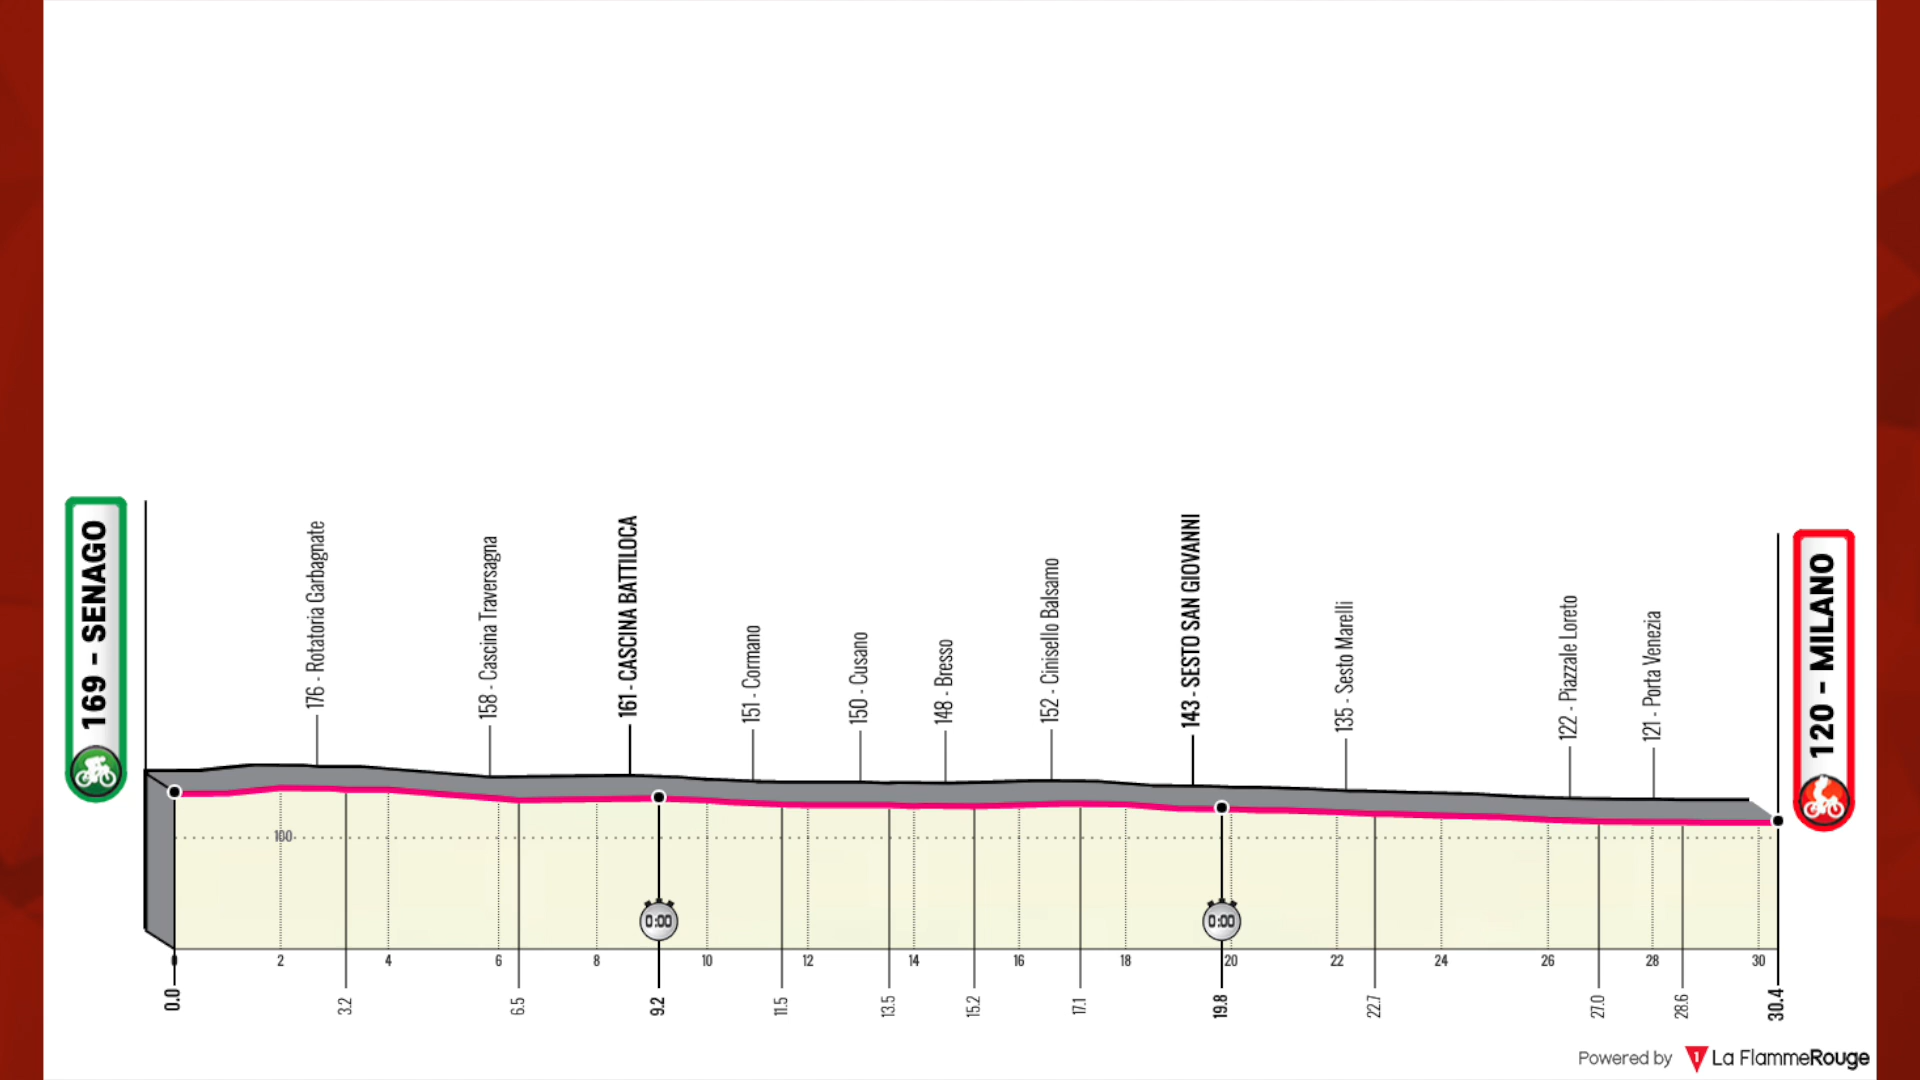 169 - SENAGO
176 - Rotatoria Garbagnate
158 - Cascina Traversagna
161 - CASCINA BATTILOCA
151 - Cormano
150 - Cusano
148 - Bresso
152 - Cinisello Balsamo
143 - SESTO SAN GIOVANNI
135 - Sesto Marelli
122 - Piazzale Loreto
121 - Porta Venezia
120 - MILANO
100
0:00
0:00
0 2 4 6 8 10 12 14 16 18 20 22 24 26 28 30
0.0 3.2 6.5 9.2 11.5 13.5 15.2 17.1 19.8 22.7 27.0 28.6 30.4
Powered by 1 La FlammeRouge